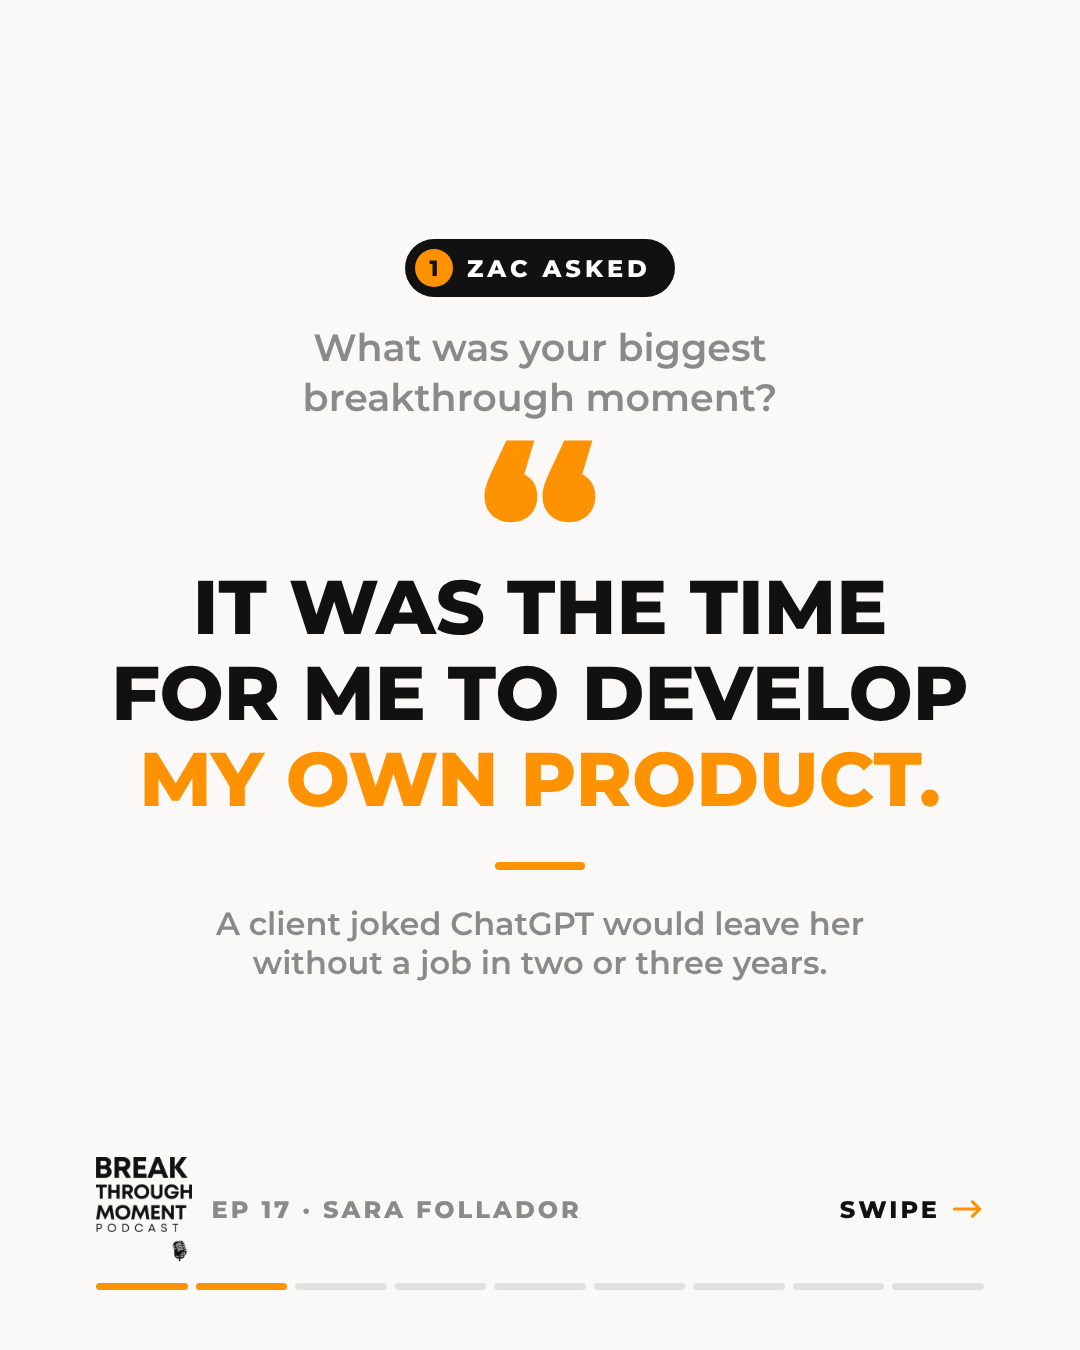 1 ZAC ASKED
What was your biggest
breakthrough moment?
“
IT WAS THE TIME
FOR ME TO DEVELOP
MY OWN PRODUCT.
A client joked ChatGPT would leave her
without a job in two or three years.
BREAK
THROUGH
MOMENT
PODCAST
EP 17 • SARA FOLLADOR
SWIPE →